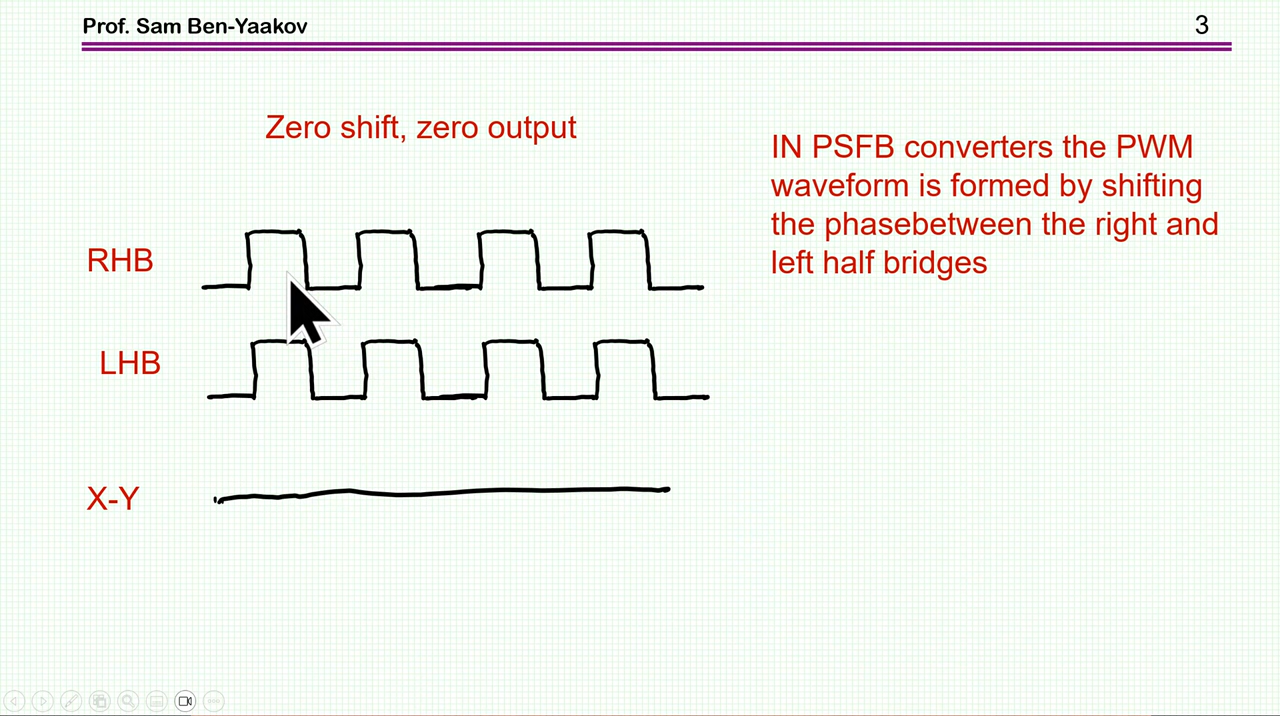 Prof. Sam Ben-Yaakov
3
Zero shift, zero output
IN PSFB converters the PWM
waveform is formed by shifting
the phasebetween the right and
left half bridges
RHB
LHB
X-Y